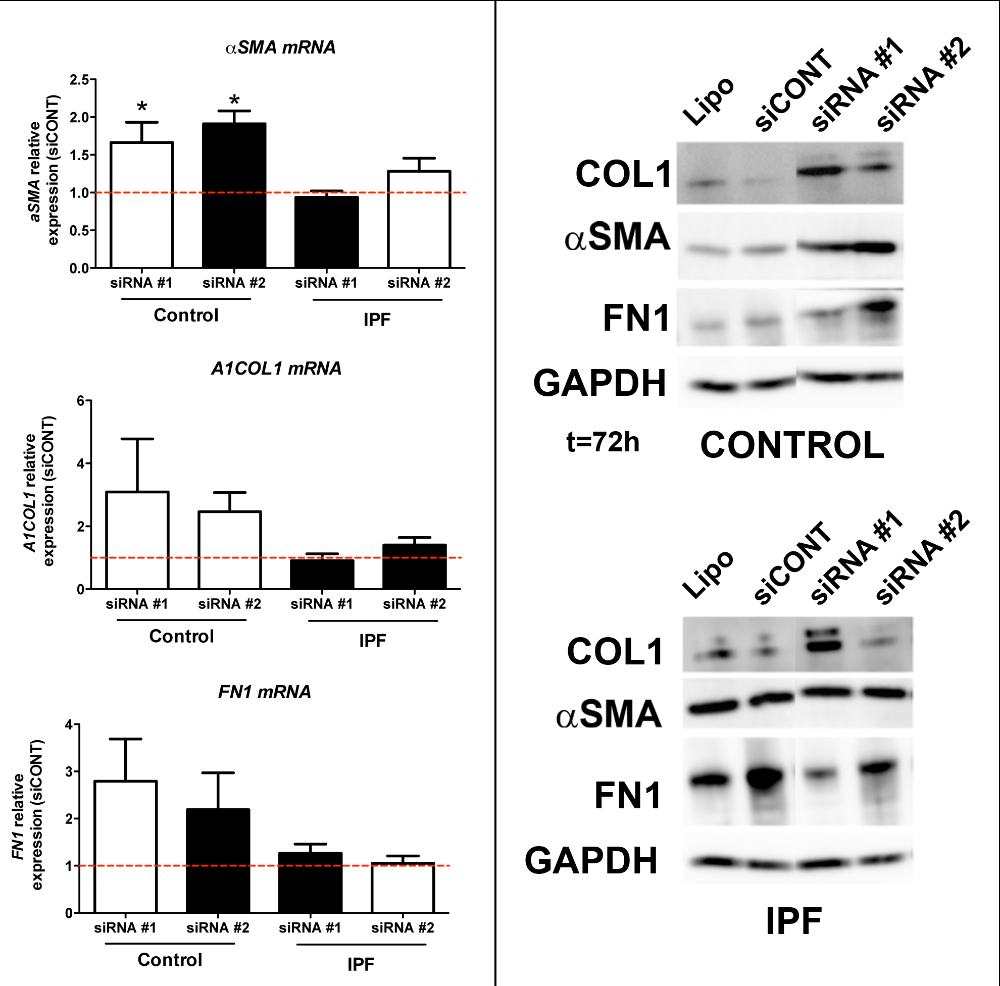 αSMA mRNA
aSMA relative
expression (siCONT)
2.5
2.0
1.5
1.0
0.5
0.0
*
*
siRNA #1
siRNA #2
siRNA #1
siRNA #2
Control
IPF
A1COL1 mRNA
A1COL1 relative
expression (siCONT)
6
4
2
0
siRNA #1
siRNA #2
siRNA #1
siRNA #2
Control
IPF
FN1 mRNA
FN1 relative
expression (siCONT)
4
3
2
1
0
siRNA #1
siRNA #2
siRNA #1
siRNA #2
Control
IPF
Lipo
siCONT
siRNA #1
siRNA #2
COL1
αSMA
FN1
GAPDH
t=72h
CONTROL
Lipo
siCONT
siRNA #1
siRNA #2
COL1
αSMA
FN1
GAPDH
IPF